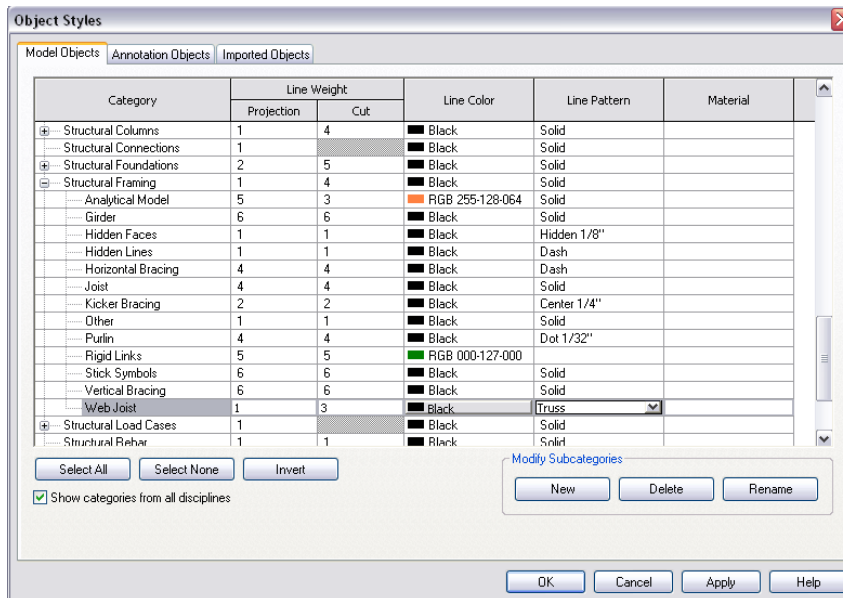 Object Styles
Model Objects Annotation Objects Imported Objects
Category Line Weight Line Color Line Pattern Material
Projection Cut
Structural Columns 1 4 Black Solid
Structural Connections 1 Black Solid
Structural Foundations 2 5 Black Solid
Structural Framing 1 4 Black Solid
Analytical Model 5 3 RGB 255-128-064 Solid
Girder 6 6 Black Solid
Hidden Faces 1 1 Black Hidden 1/8"
Hidden Lines 1 1 Black Dash
Horizontal Bracing 4 4 Black Dash
Joist 4 4 Black Solid
Kicker Bracing 2 2 Black Center 1/4"
Other 1 1 Black Solid
Purlin 4 4 Black Dot 1/32"
Rigid Links 5 5 RGB 000-127-000
Stick Symbols 6 6 Black Solid
Vertical Bracing 6 6 Black Solid
Web Joist 1 3 Black Truss
Structural Load Cases 1 Black Solid
Structural Rebar 1 1 Black Solid
Select All Select None Invert
Modify Subcategories
New Delete Rename
Show categories from all disciplines
OK Cancel Apply Help